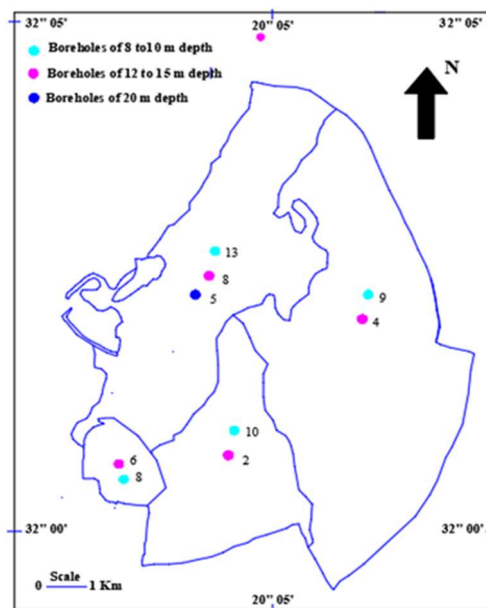 32" 05' 20" 05' 32" 05'
Boreholes of 8 to10 m depth
Boreholes of 12 to 15 m depth
Boreholes of 20 m depth
N
13
8
5
9
4
10
2
6
8
32" 00' 32" 00'
Scale
0 1 Km
20" 05'